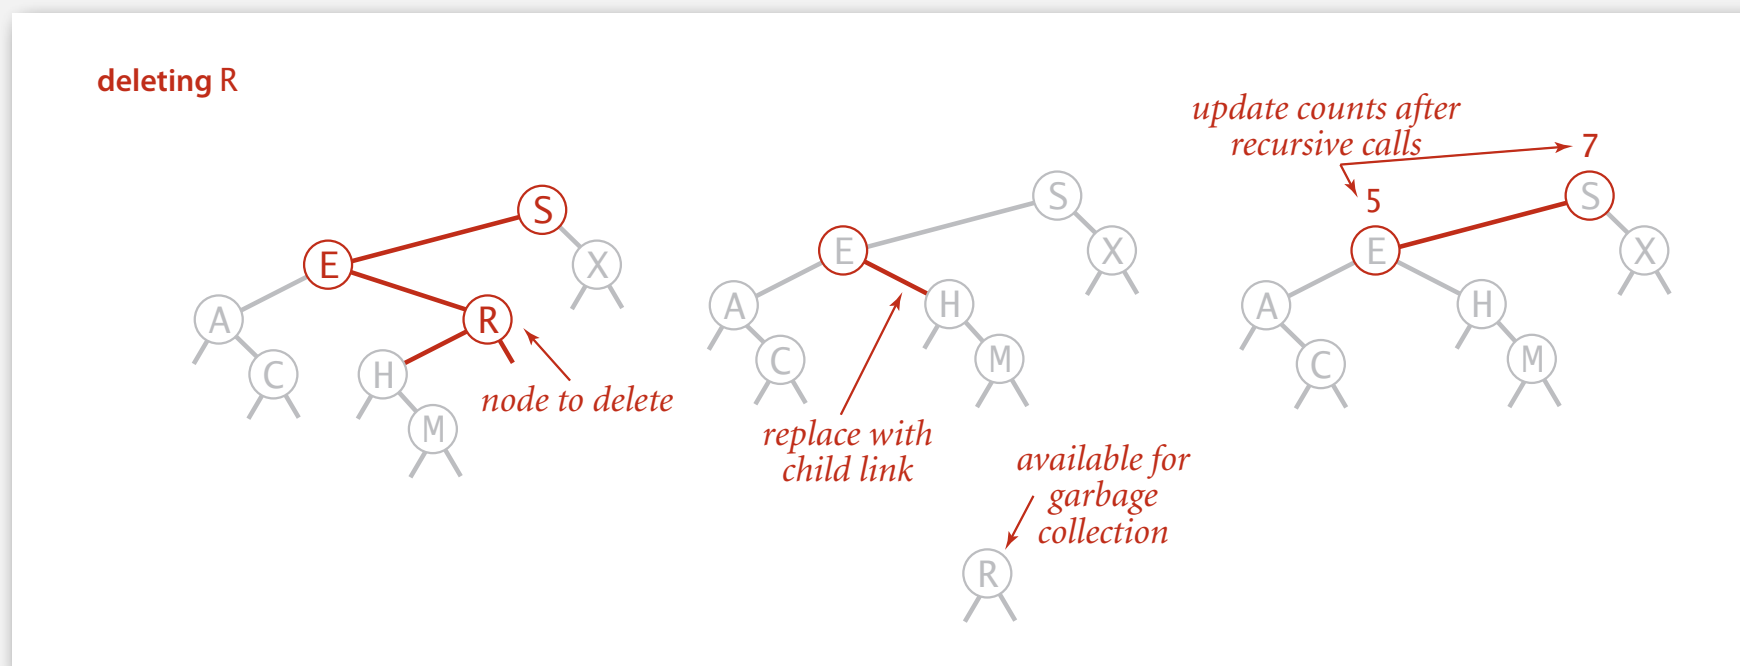 deleting R
S
E
X
A
R
C
H
M
node to delete
S
E
X
A
H
C
M
replace with
child link
available for
garbage
collection
R
update counts after
recursive calls
7
5
S
E
X
A
H
C
M